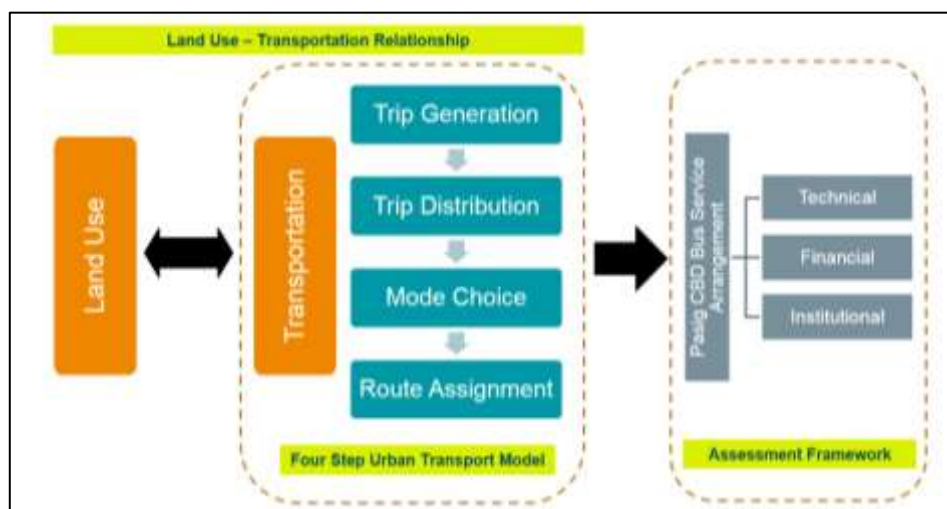 Land Use – Transportation Relationship
Land Use
Transportation
Trip Generation
Trip Distribution
Mode Choice
Route Assignment
Four Step Urban Transport Model
Pasig CBD Bus Service
Arrangement
Technical
Financial
Institutional
Assessment Framework